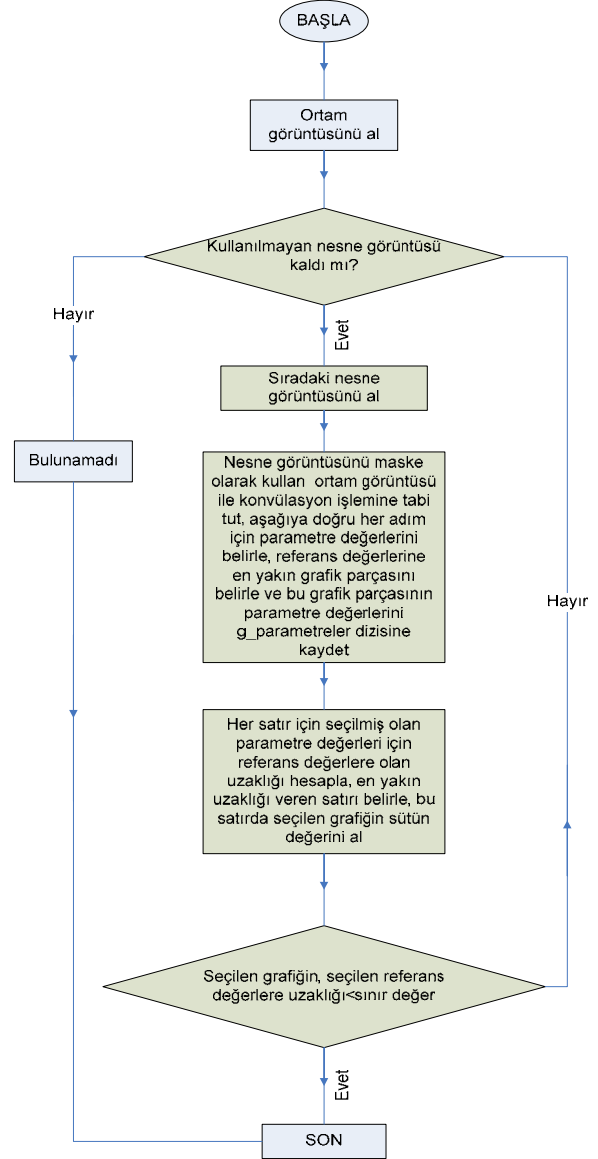 BAŞLA
Ortam
görüntüsünü al
Kullanılmayan nesne görüntüsü
kaldı mı?
Hayır
Evet
Sıradaki nesne
görüntüsünü al
Bulunamadı
Nesne görüntüsünü maske
olarak kullan ortam görüntüsü
ile konvülasyon işlemine tabi
tut, aşağıya doğru her adım
için parametre değerlerini
belirle, referans değerlerine
en yakın grafik parçasını
belirle ve bu grafik parçasının
parametre değerlerini
g_parametreler dizisine
kaydet
Hayır
Her satır için seçilmiş olan
parametre değerleri için
referans değerlere olan
uzaklığı hesapla, en yakın
uzaklığı veren satırı belirle, bu
satırda seçilen grafiğin sütün
değerini al
Seçilen grafiğin, seçilen referans
değerlere uzaklığı<sınır değer
Evet
SON